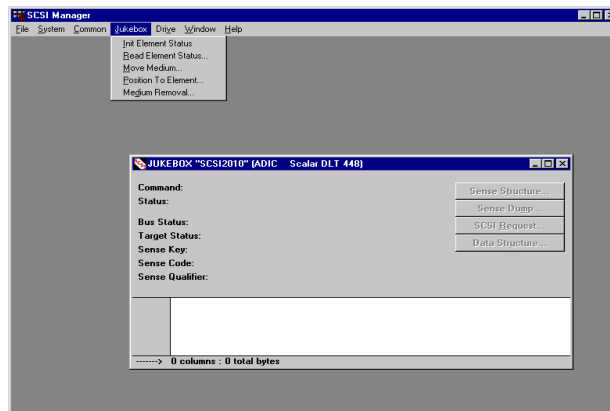 SCSI Manager
File System Common Jukebox Drive Window Help
Init Element Status
Read Element Status...
Move Medium...
Position To Element...
Medium Removal...
JUKEBOX "SCSI2010" (ADIC Scalar DLT 448)
Command:
Status:
Bus Status:
Target Status:
Sense Key:
Sense Code:
Sense Qualifier:
Sense Structure...
Sense Dump...
SCSI Request...
Data Structure...
-------> 0 columns : 0 total bytes